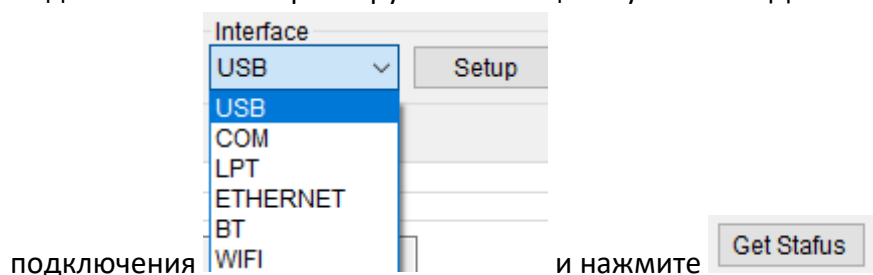 Interface
USB Setup
USB
COM
LPT
ETHERNET
BT
подключения WIFI и нажмите Get Stafus